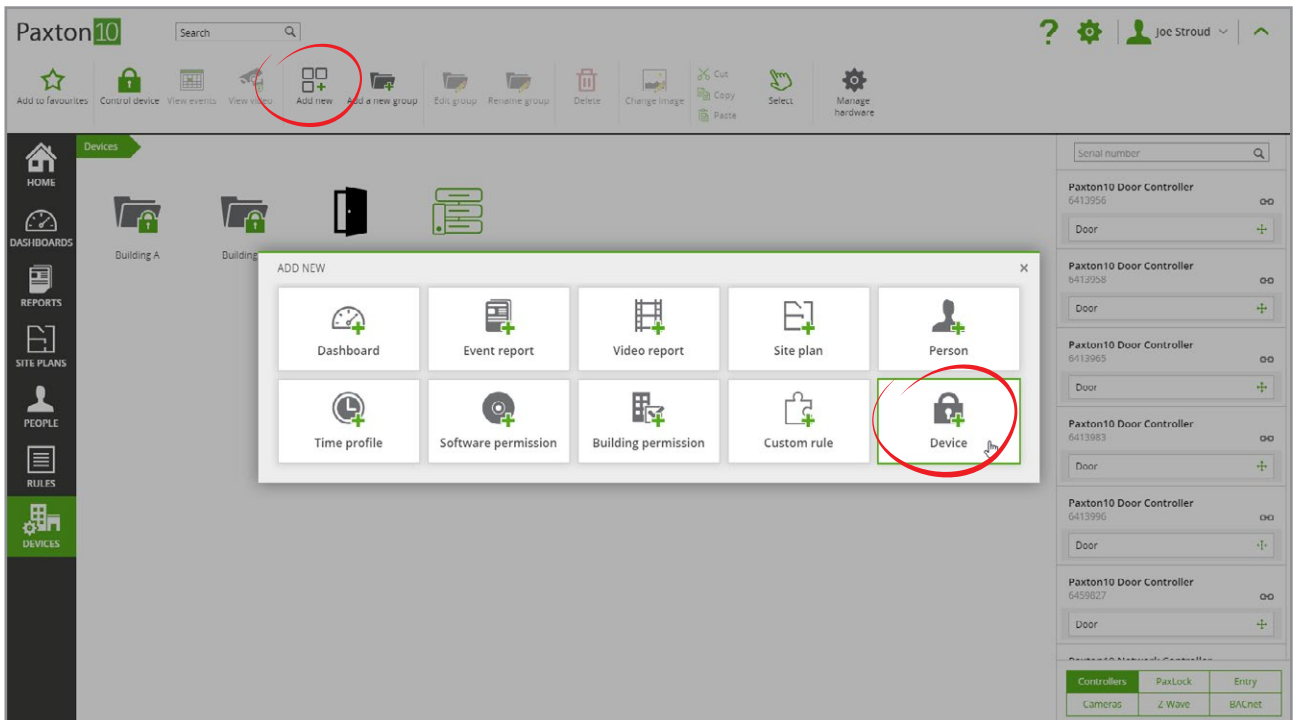 Paxton10
Search
Joe Stroud
Add to favourites
Control device
View events
View video
Add new
Add a new group
Edit group
Rename group
Delete
Change image
Cut
Copy
Paste
Select
Manage
hardware
HOME
DASHBOARDS
REPORTS
SITE PLANS
PEOPLE
RULES
DEVICES
Devices
Building A
Building
ADD NEW
Dashboard
Event report
Video report
Site plan
Person
Time profile
Software permission
Building permission
Custom rule
Device
Serial number
Paxton10 Door Controller
6413956
Door
Paxton10 Door Controller
6413958
Door
Paxton10 Door Controller
6413965
Door
Paxton10 Door Controller
6413983
Door
Paxton10 Door Controller
6413996
Door
Paxton10 Door Controller
6459827
Door
Controllers
PaxLock
Entry
Cameras
Z Wave
BACnet